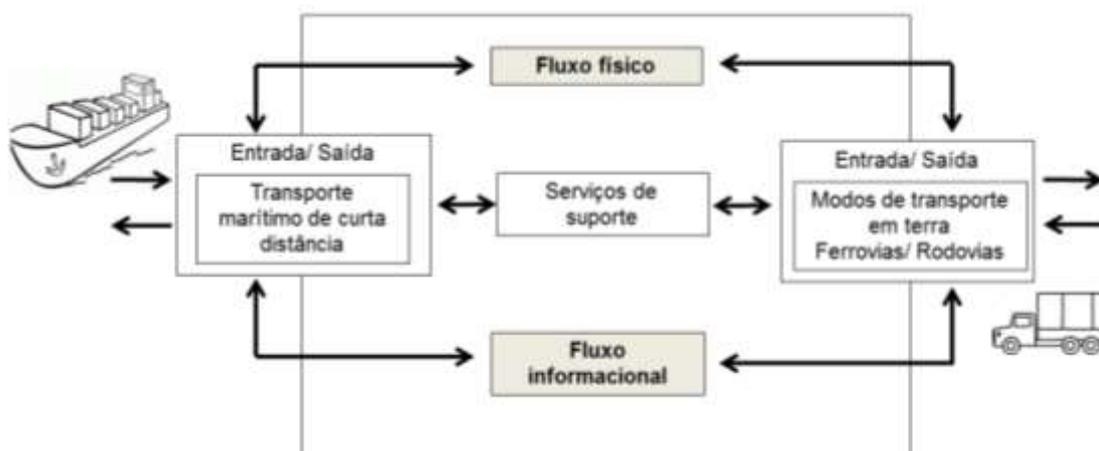 Fluxo físico
Entrada/ Saída
Transporte
marítimo de curta
distância
Serviços de
suporte
Entrada/ Saída
Modos de transporte
em terra
Ferrovias/ Rodovias
Fluxo
informacional